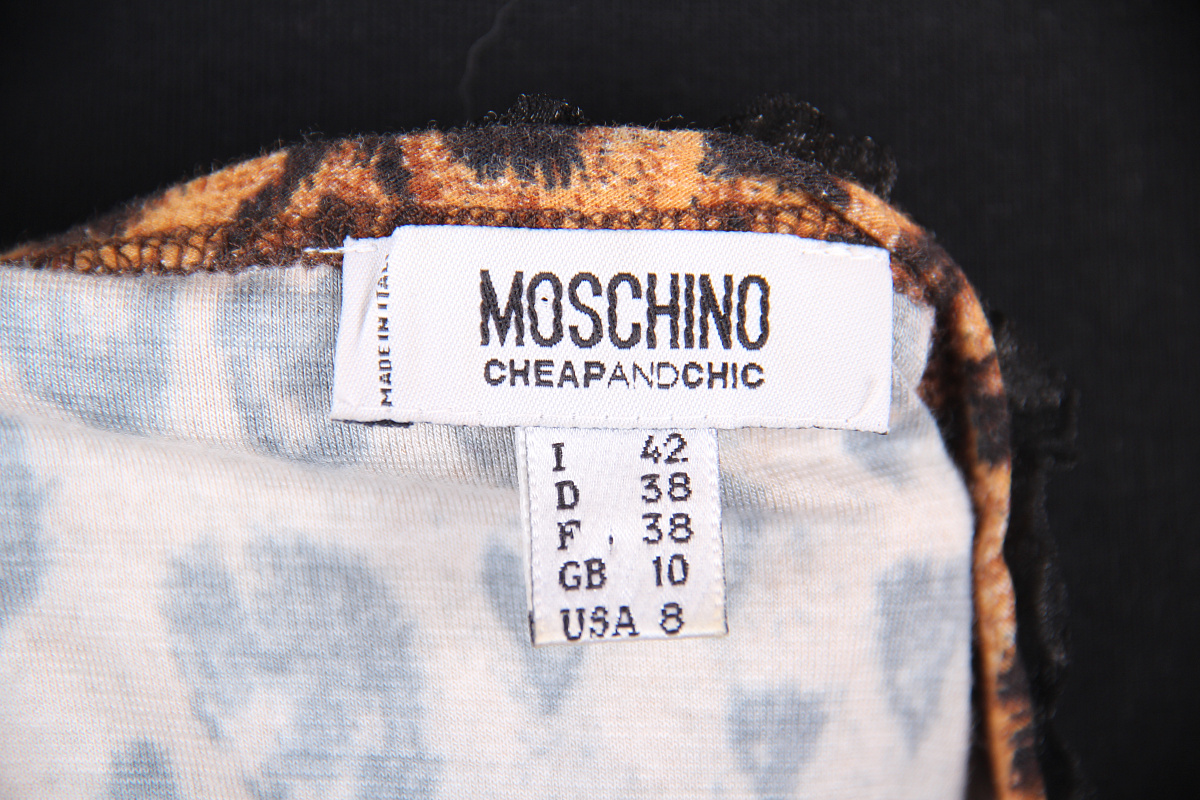 MADE IN ITALY
MOSCHINO
CHEAPANDCHIC
I 42
D 38
F 38
GB 10
USA 8